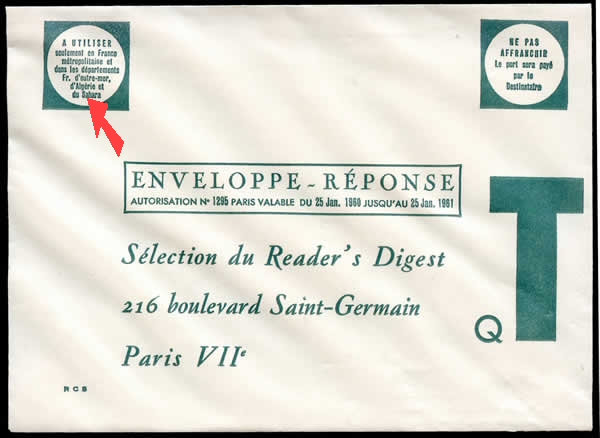 A UTILISER
seulement en France
métropolitaine et
dans les départements
Fr. d'outre-mer,
d'Algérie et
du Sahara
NE PAS
AFFRANCHIR
Le port sera payé
par le
Destinataire
ENVELOPPE - RÉPONSE
AUTORISATION No 1295 PARIS VALABLE DU 25 Jan. 1960 JUSQU'AU 25 Jan. 1961
T
Sélection du Reader's Digest
216 boulevard Saint-Germain
Q
Paris VIIe
RCS